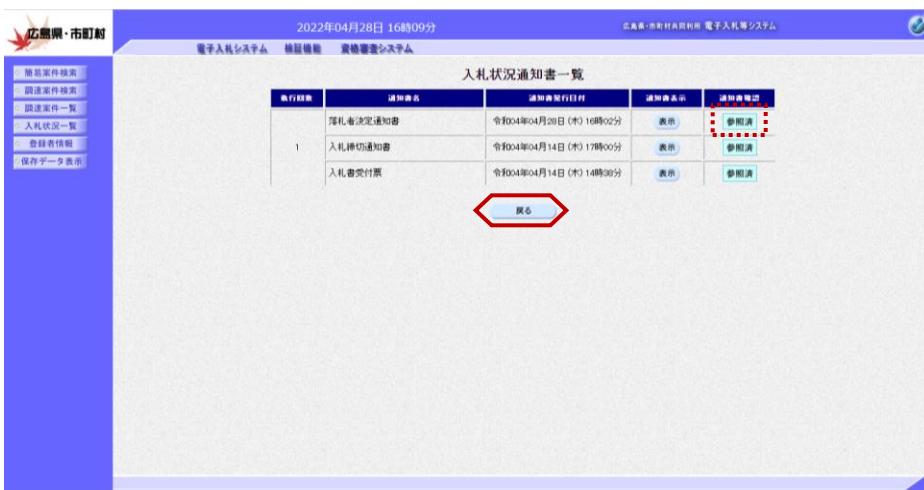 広島県・市町村
2022年04月28日 16時09分
広島県・市町村共同利用 電子入札等システム
電子入札システム 検証機能 資格審査システム
簡易案件検索
調達案件検索
調達案件一覧
入札状況一覧
登録者情報
保存データ表示
入札状況通知書一覧
執行回数 通知書名 通知書発行日付 通知書表示 通知書確認
落札者決定通知書 令和04年04月28日(木)16時02分 表示 参照済
1 入札締切通知書 令和04年04月14日(木)17時00分 表示 参照済
入札書受付票 令和04年04月14日(木)14時38分 表示 参照済
戻る